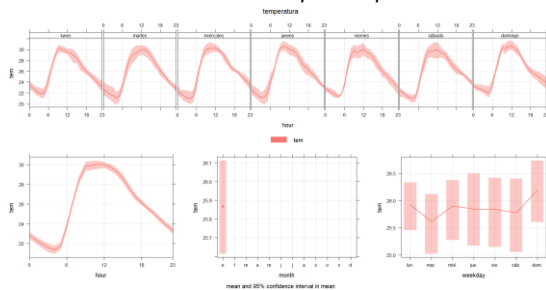 temperatura
0 6 12 18 23 0 6 12 18 23 0 6 12 18 23
lunes martes miércoles jueves viernes sábado domingo
tem
30
28
26
24
22
20
0 6 12 18 23 0 6 12 18 23 0 6 12 18 23 0 6 12 18 23
hour
tem
tem
30
28
26
24
22
0 6 12 18 23
hour
tem
26.1
26.0
25.9
25.8
25.7
25.6
e f m a m j j a s o n d
month
tem
26.5
26.0
25.5
25.0
lun. mar. mié. jue. vie. sáb. dom.
weekday
mean and 95% confidence interval in mean